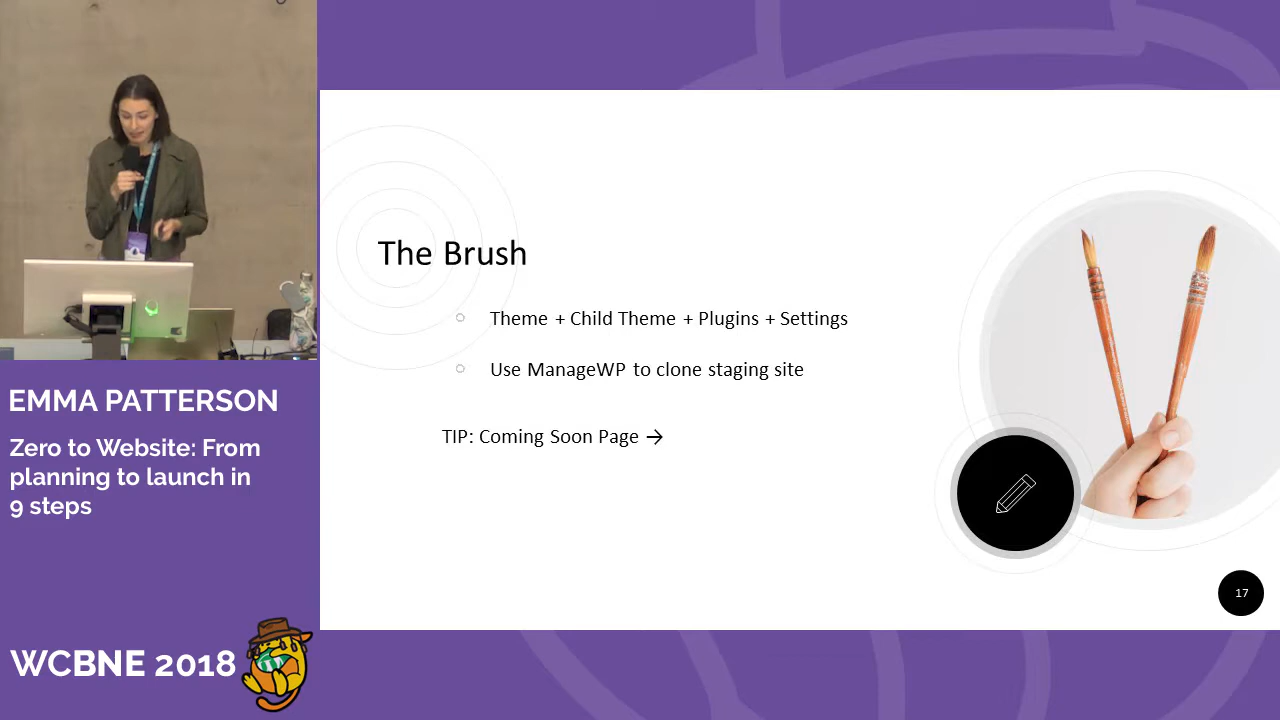 EMMA PATTERSON
Zero to Website: From
planning to launch in
9 steps
WCBNE 2018
The Brush
Theme + Child Theme + Plugins + Settings
Use ManageWP to clone staging site
TIP: Coming Soon Page →
17